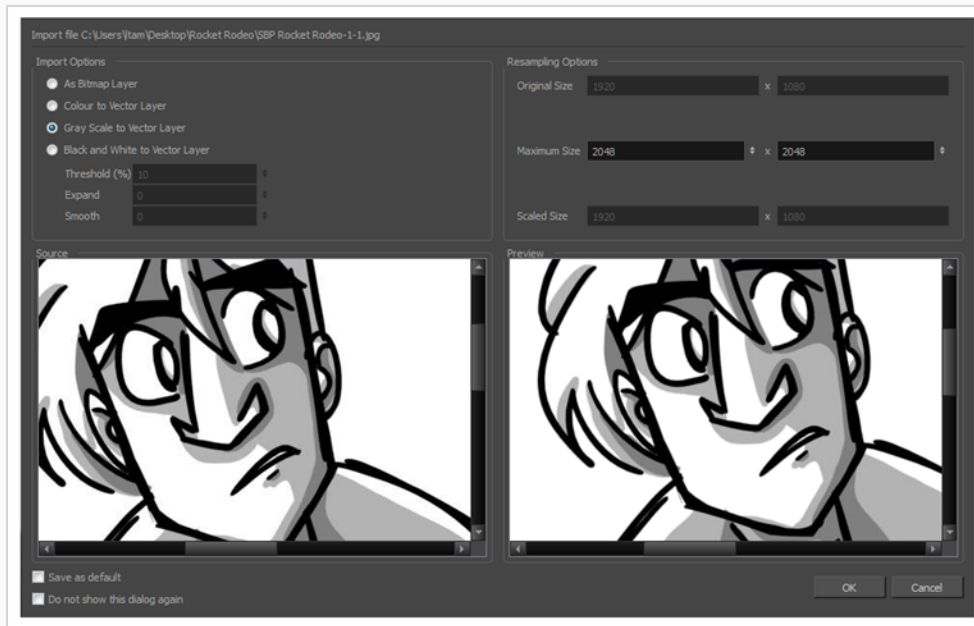 Import file C:\Users\ltam\Desktop\Rocket Rodeo\SBP Rocket Rodeo-1-1.jpg
Import Options
As Bitmap Layer
Colour to Vector Layer
Gray Scale to Vector Layer
Black and White to Vector Layer
Threshold (%) 10
Expand 0
Smooth 0
Resampling Options
Original Size 1920 x 1080
Maximum Size 2048 x 2048
Scaled Size 1920 x 1080
Source
Preview
Save as default
Do not show this dialog again
OK Cancel